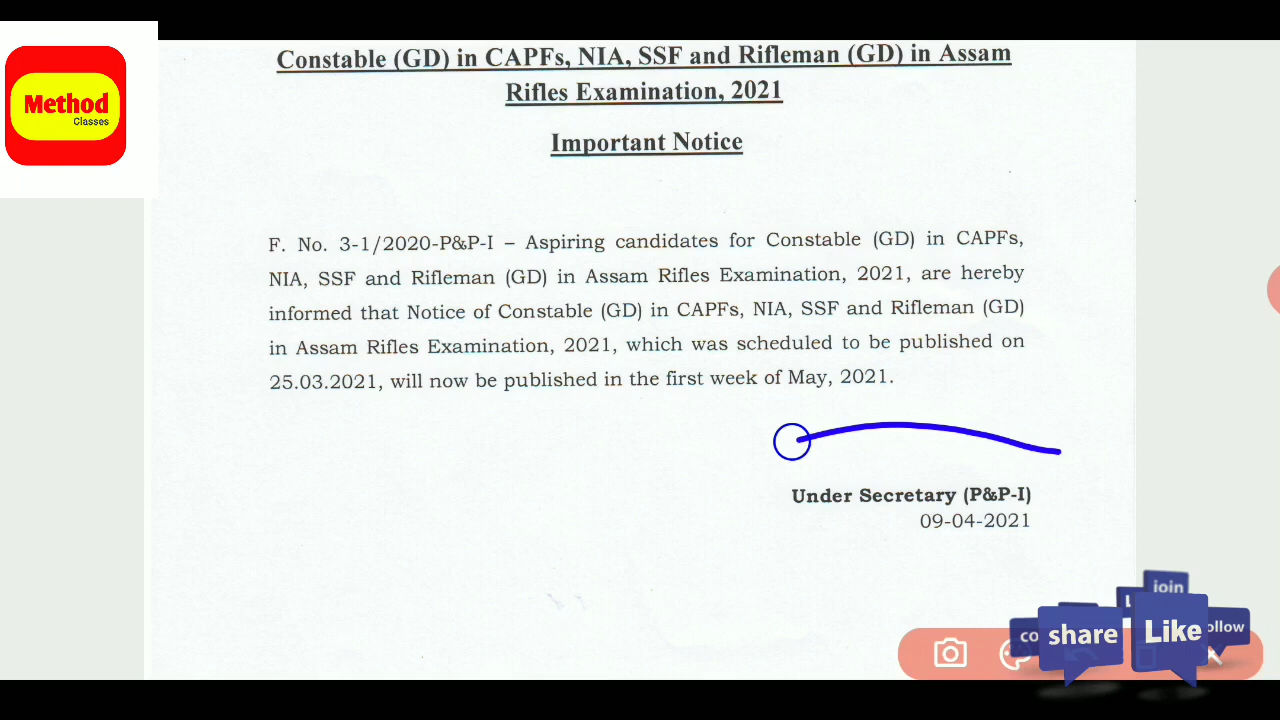 Method
Classes
Constable (GD) in CAPFs, NIA, SSF and Rifleman (GD) in Assam
Rifles Examination, 2021
Important Notice
F. No. 3-1/2020-P&P-I – Aspiring candidates for Constable (GD) in CAPFs,
NIA, SSF and Rifleman (GD) in Assam Rifles Examination, 2021, are hereby
informed that Notice of Constable (GD) in CAPFs, NIA, SSF and Rifleman (GD)
in Assam Rifles Examination, 2021, which was scheduled to be published on
25.03.2021, will now be published in the first week of May, 2021.
Under Secretary (P&P-I)
09-04-2021
join
share
Like